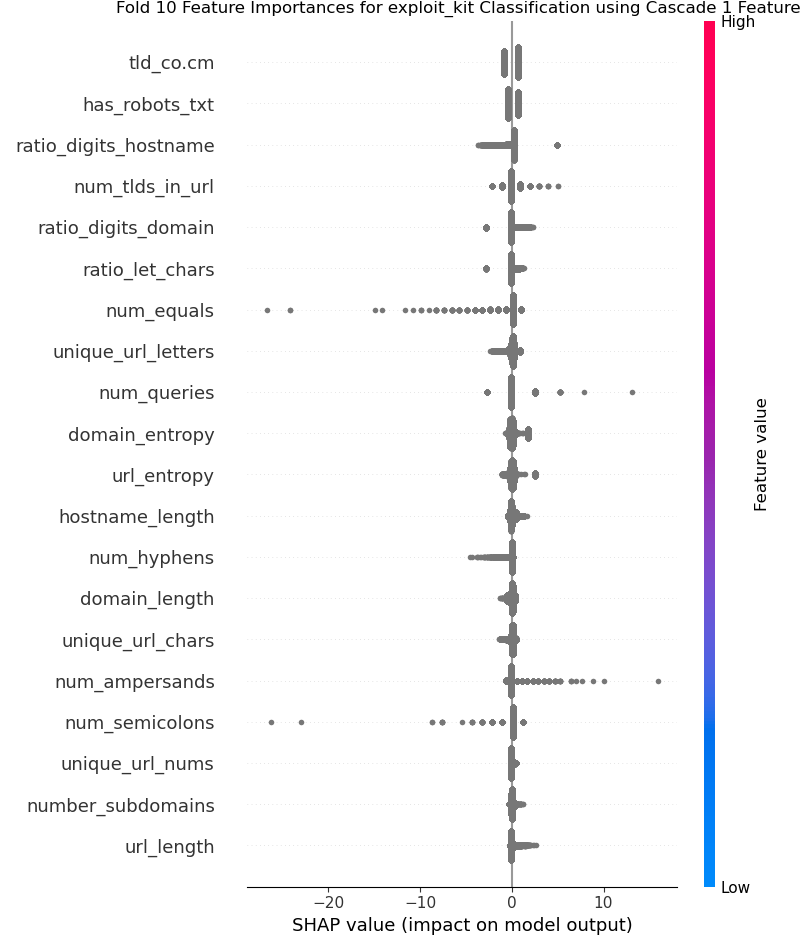 Fold 10 Feature Importances for exploit_kit Classification using Cascade 1 Feature
High
tld_co.cm
has_robots_txt
ratio_digits_hostname
num_tlds_in_url
ratio_digits_domain
ratio_let_chars
num_equals
unique_url_letters
num_queries
domain_entropy
url_entropy
hostname_length
num_hyphens
domain_length
unique_url_chars
num_ampersands
num_semicolons
unique_url_nums
number_subdomains
url_length
Feature value
Low
−20 −10 0 10
SHAP value (impact on model output)